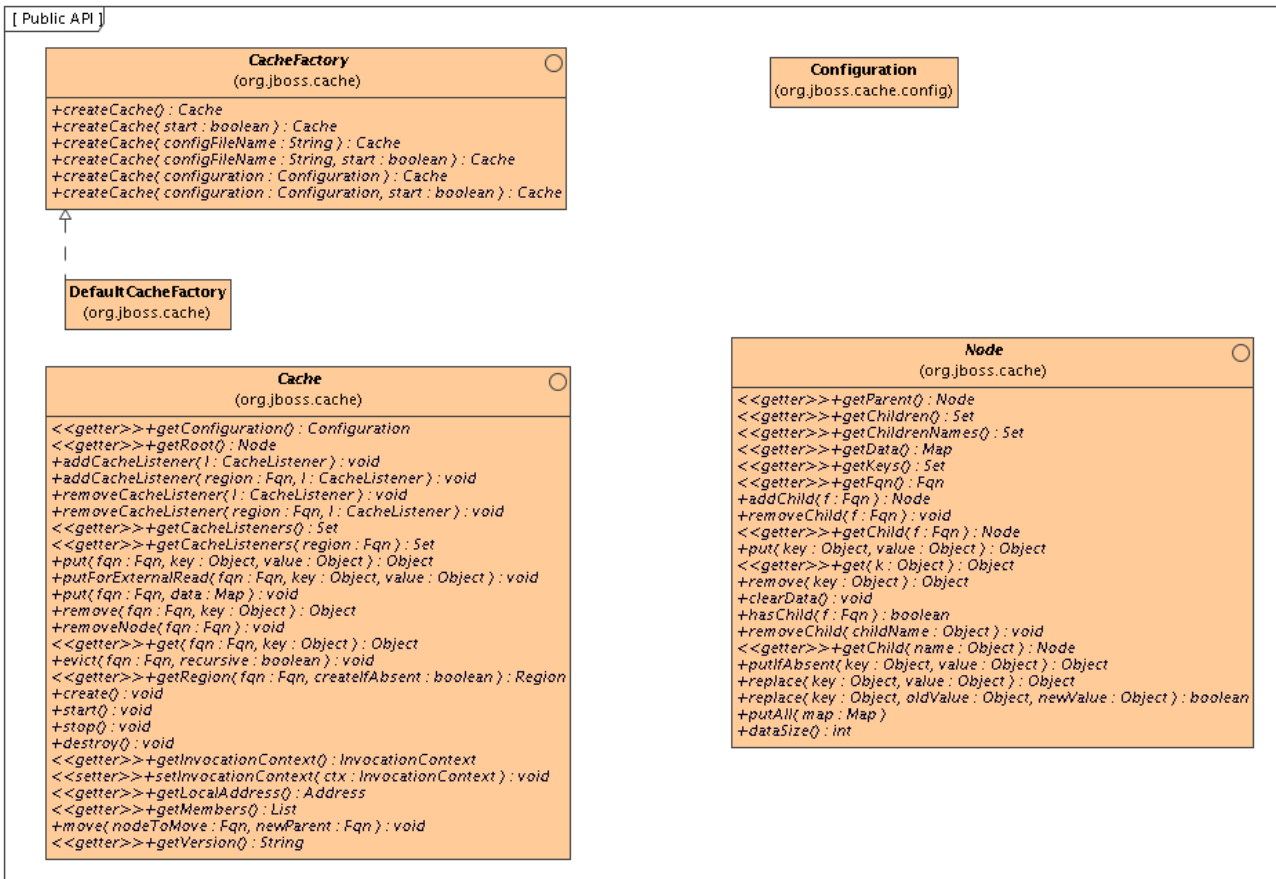 [ Public API ]
CacheFactory
(org.jboss.cache)
+createCache() : Cache
+createCache( start : boolean ) : Cache
+createCache( configFileName : String ) : Cache
+createCache( configFileName : String, start : boolean ) : Cache
+createCache( configuration : Configuration ) : Cache
+createCache( configuration : Configuration, start : boolean ) : Cache
Configuration
(org.jboss.cache.config)
DefaultCacheFactory
(org.jboss.cache)
Cache
(org.jboss.cache)
<<getter>>+getConfiguration() : Configuration
<<getter>>+getRoot() : Node
+addCacheListener( l : CacheListener ) : void
+addCacheListener( region : Fqn, l : CacheListener ) : void
+removeCacheListener( l : CacheListener ) : void
+removeCacheListener( region : Fqn, l : CacheListener ) : void
<<getter>>+getCacheListeners() : Set
<<getter>>+getCacheListeners( region : Fqn ) : Set
+put( fqn : Fqn, key : Object, value : Object ) : Object
+putForExternalRead( fqn : Fqn, key : Object, value : Object ) : void
+put( fqn : Fqn, data : Map ) : void
+remove( fqn : Fqn, key : Object ) : Object
+removeNode( fqn : Fqn ) : void
<<getter>>+get( fqn : Fqn, key : Object ) : Object
+evict( fqn : Fqn, recursive : boolean ) : void
<<getter>>+getRegion( fqn : Fqn, createIfAbsent : boolean ) : Region
+create() : void
+start() : void
+stop() : void
+destroy() : void
<<getter>>+getInvocationContext() : InvocationContext
<<setter>>+setInvocationContext( ctx : InvocationContext ) : void
<<getter>>+getLocalAddress() : Address
<<getter>>+getMembers() : List
+move( nodeToMove : Fqn, newParent : Fqn ) : void
<<getter>>+getVersion() : String
Node
(org.jboss.cache)
<<getter>>+getParent() : Node
<<getter>>+getChildren() : Set
<<getter>>+getChildrenNames() : Set
<<getter>>+getData() : Map
<<getter>>+getKeys() : Set
<<getter>>+getFqn() : Fqn
+addChild( f : Fqn ) : Node
+removeChild( f : Fqn ) : void
<<getter>>+getChild( f : Fqn ) : Node
+put( key : Object, value : Object ) : Object
<<getter>>+get( k : Object ) : Object
+remove( key : Object ) : Object
+clearData() : void
+hasChild( f : Fqn ) : boolean
+removeChild( childName : Object ) : void
<<getter>>+getChild( name : Object ) : Node
+putIfAbsent( key : Object, value : Object ) : Object
+replace( key : Object, value : Object ) : Object
+replace( key : Object, oldValue : Object, newValue : Object ) : boolean
+putAll( map : Map )
+dataSize() : int